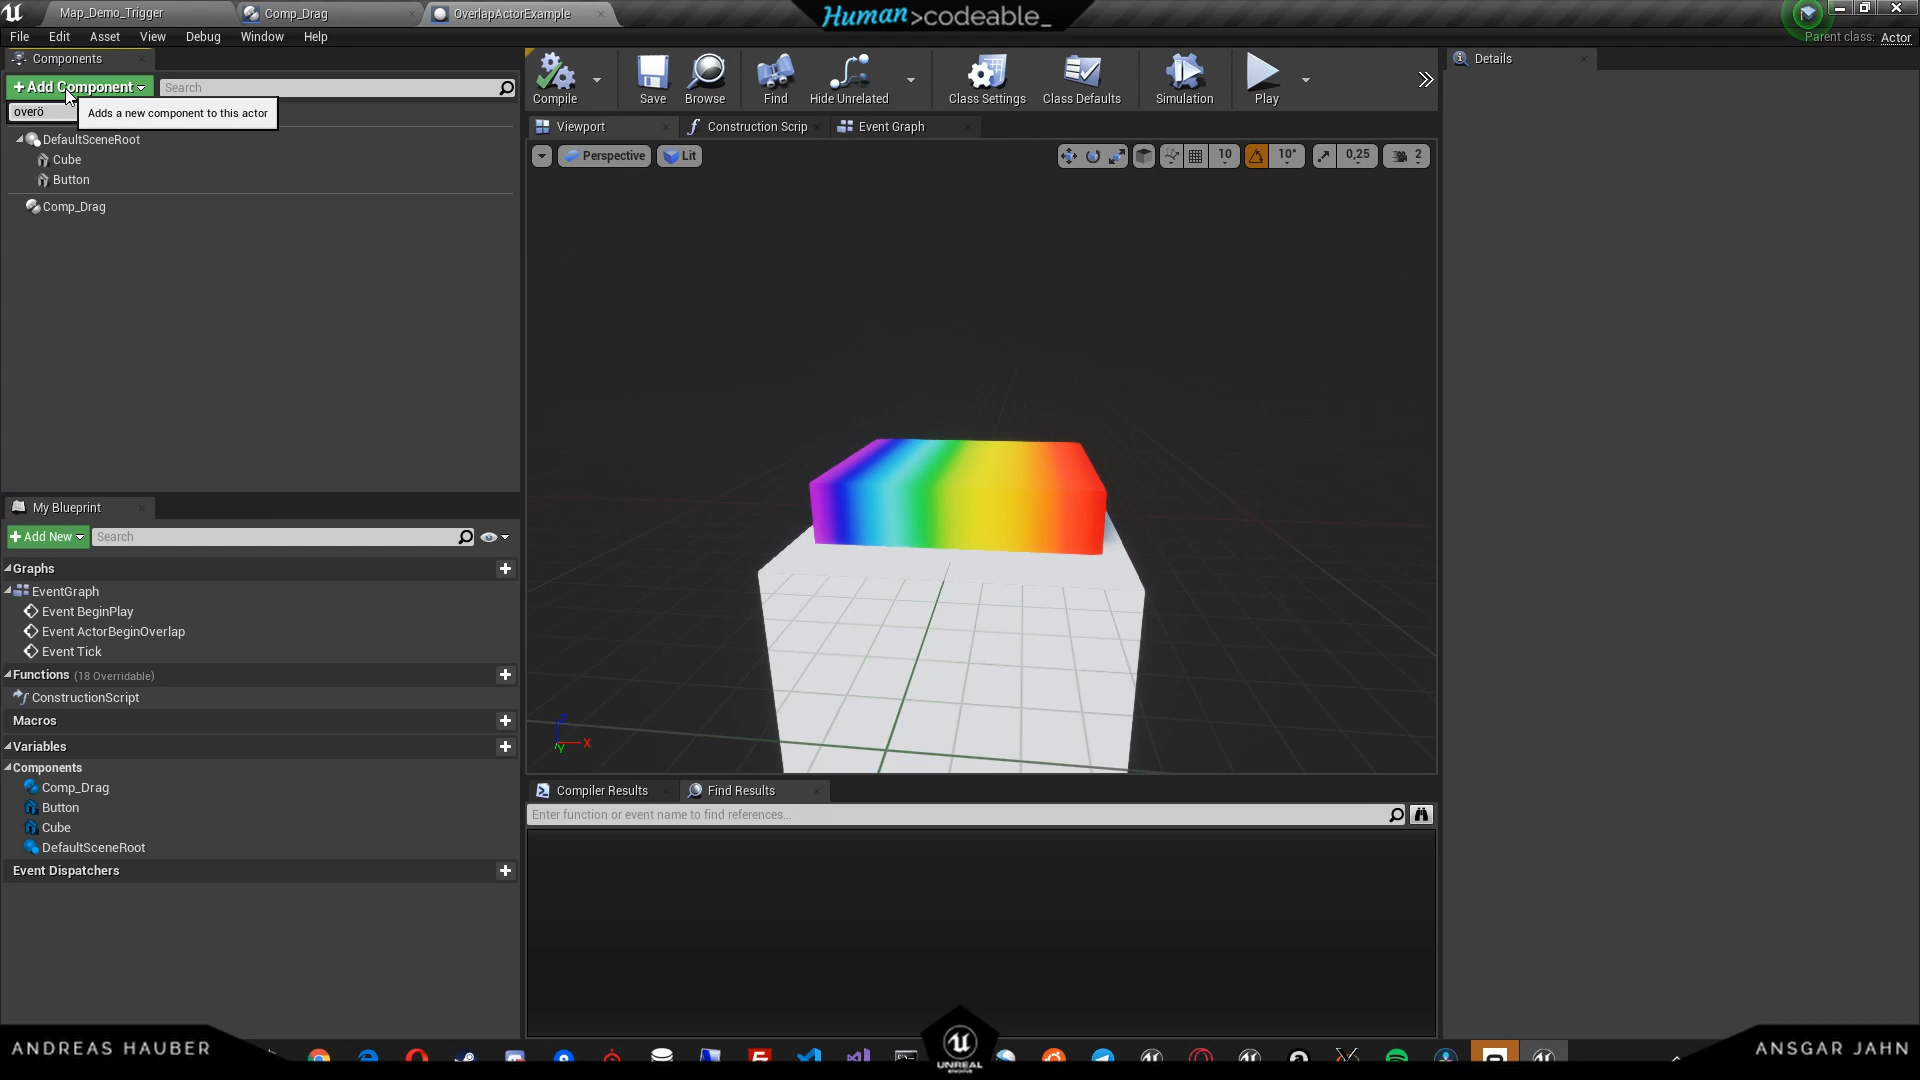 Map_Demo_Trigger
Comp_Drag
OverlapActorExample
Human>codeable_
File Edit Asset View Debug Window Help
Parent class: Actor
Components
+ Add Component
Search
overö
Adds a new component to this actor
DefaultSceneRoot
Cube
Button
Comp_Drag
Compile
Save
Browse
Find
Hide Unrelated
Class Settings
Class Defaults
Simulation
Play
Details
Viewport
Construction Scrip
Event Graph
Perspective
Lit
10
10°
0,25
2
X
Y
Z
My Blueprint
+ Add New
Search
Graphs
EventGraph
Event BeginPlay
Event ActorBeginOverlap
Event Tick
Functions (18 Overridable)
ConstructionScript
Macros
Variables
Components
Comp_Drag
Button
Cube
DefaultSceneRoot
Event Dispatchers
Compiler Results
Find Results
Enter function or event name to find references...
ANDREAS HAUBER
UNREAL
ENGINE
ANSGAR JAHN